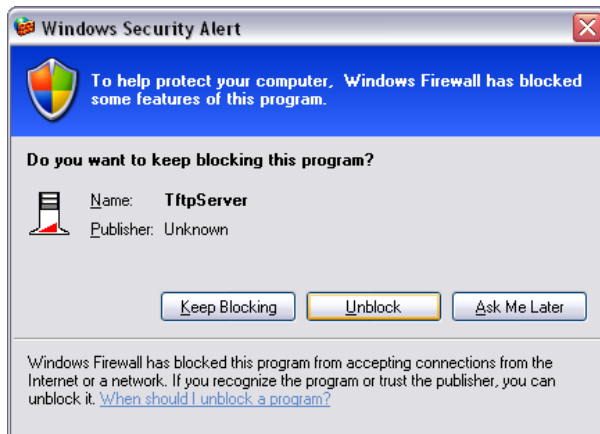 Windows Security Alert
To help protect your computer,  Windows Firewall has blocked
some features of this program.
Do you want to keep blocking this program?
Name: TftpServer
Publisher: Unknown
Keep Blocking Unblock Ask Me Later
Windows Firewall has blocked this program from accepting connections from the
Internet or a network. If you recognize the program or trust the publisher, you can
unblock it. When should I unblock a program?